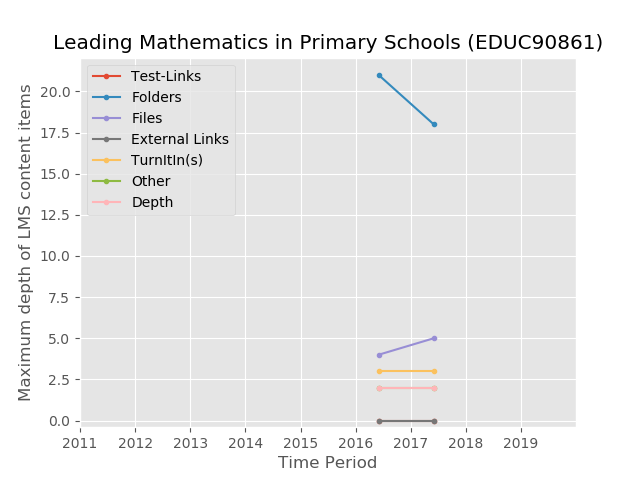 Leading Mathematics in Primary Schools (EDUC90861)
Test-Links
Folders
Files
External Links
TurnItIn(s)
Other
Depth
Maximum depth of LMS content items
20.0
17.5
15.0
12.5
10.0
7.5
5.0
2.5
0.0
2011 2012 2013 2014 2015 2016 2017 2018 2019
Time Period